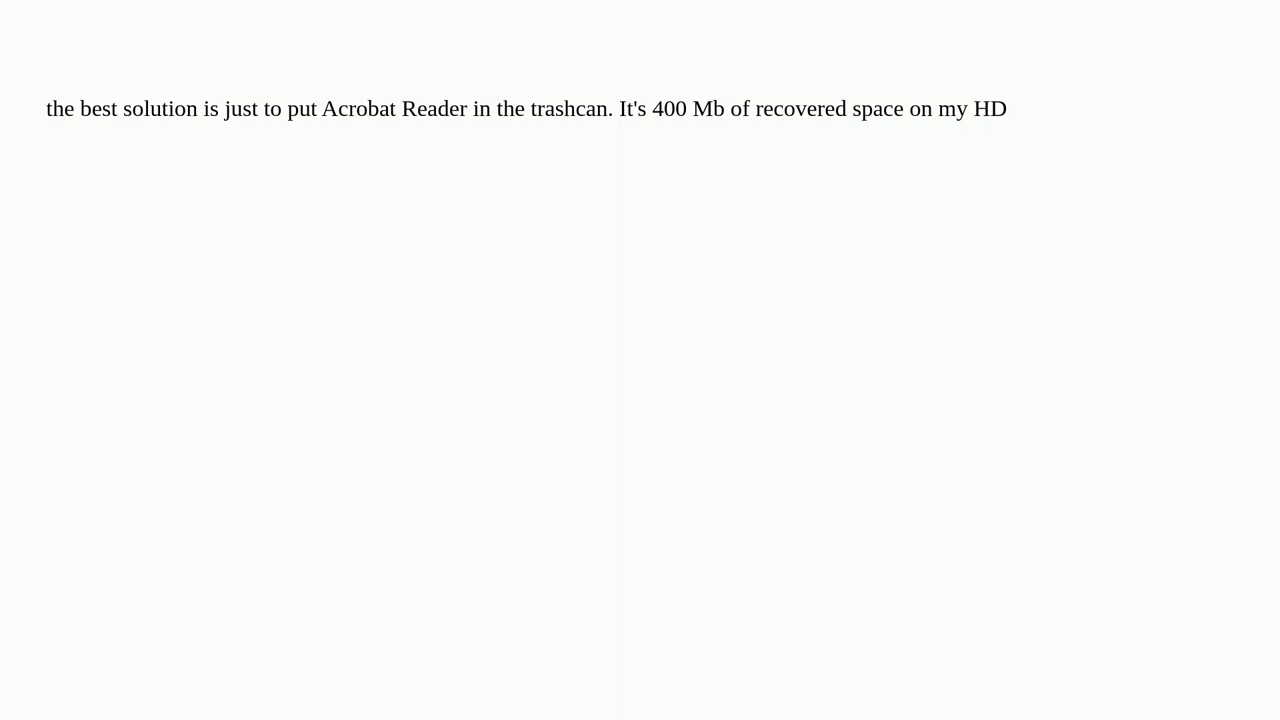 the best solution is just to put Acrobat Reader in the trashcan. It's 400 Mb of recovered space on my HD